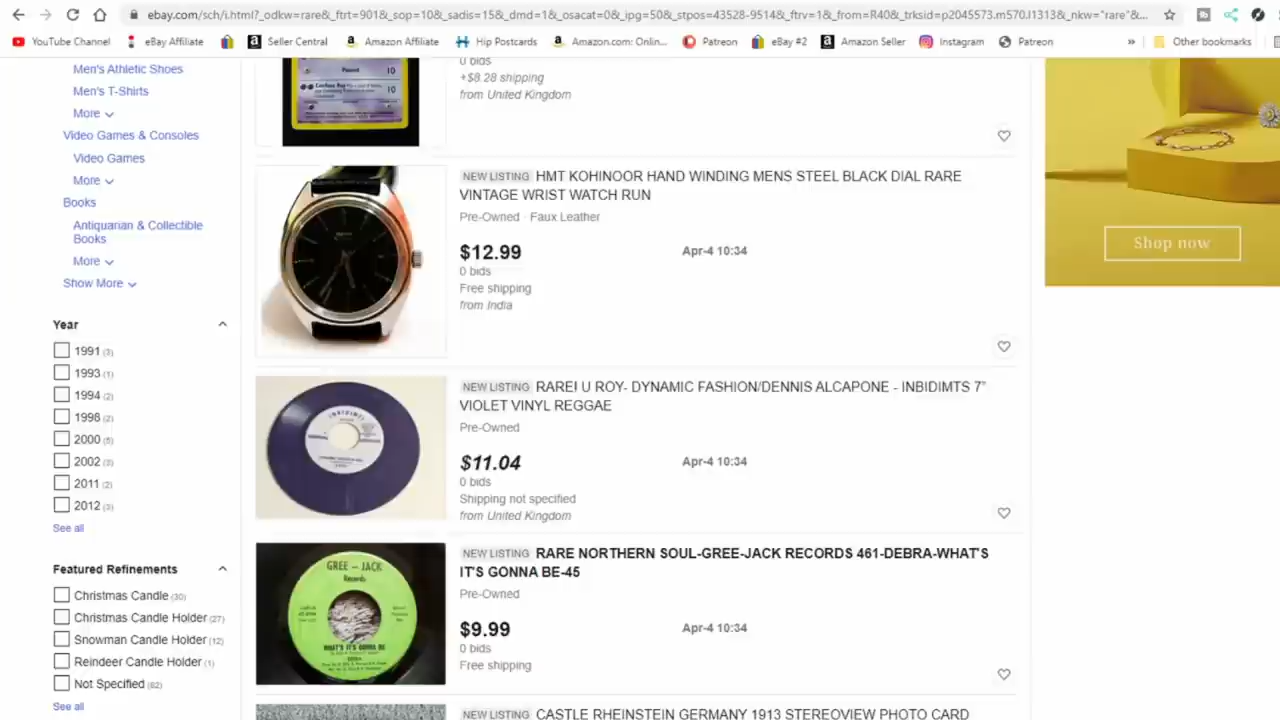 ebay.com/sch/i.html?_odkw=rare&_ftrt=901&_sop=10&_sadis=15&_dmd=1&_osacat=0&_ipg=50&_stpos=43528-9514&_ftrv=1&_from=R40&_trksid=p2045573.m570.l1313&_nkw="rare"&...
YouTube Channel eBay Affiliate Seller Central Amazon Affiliate Hip Postcards Amazon.com: Onlin... Patreon eBay #2 Amazon Seller Instagram Patreon » Other bookmarks
Men's Athletic Shoes
Men's T-Shirts
More
Video Games & Consoles
Video Games
More
Books
Antiquarian & Collectible
Books
More
Show More
Year
1991 (3)
1993 (1)
1994 (2)
1998 (2)
2000 (5)
2002 (3)
2011 (2)
2012 (3)
See all
Featured Refinements
Christmas Candle (30)
Christmas Candle Holder (27)
Snowman Candle Holder (12)
Reindeer Candle Holder (1)
Not Specified (62)
See all
10
Confuse Ray
10
0 bids
+$8.28 shipping
from United Kingdom
NEW LISTING HMT KOHINOOR HAND WINDING MENS STEEL BLACK DIAL RARE
VINTAGE WRIST WATCH RUN
Pre-Owned · Faux Leather
$12.99 Apr-4 10:34
0 bids
Free shipping
from India
NEW LISTING RARE! U ROY- DYNAMIC FASHION/DENNIS ALCAPONE - INBIDIMTS 7"
VIOLET VINYL REGGAE
Pre-Owned
$11.04 Apr-4 10:34
0 bids
Shipping not specified
from United Kingdom
GREE – JACK
Records
WHAT'S IT'S GONNA BE
NEW LISTING RARE NORTHERN SOUL-GREE-JACK RECORDS 461-DEBRA-WHAT'S
IT'S GONNA BE-45
Pre-Owned
$9.99 Apr-4 10:34
0 bids
Free shipping
NEW LISTING CASTLE RHEINSTEIN GERMANY 1913 STEREOVIEW PHOTO CARD
Shop now